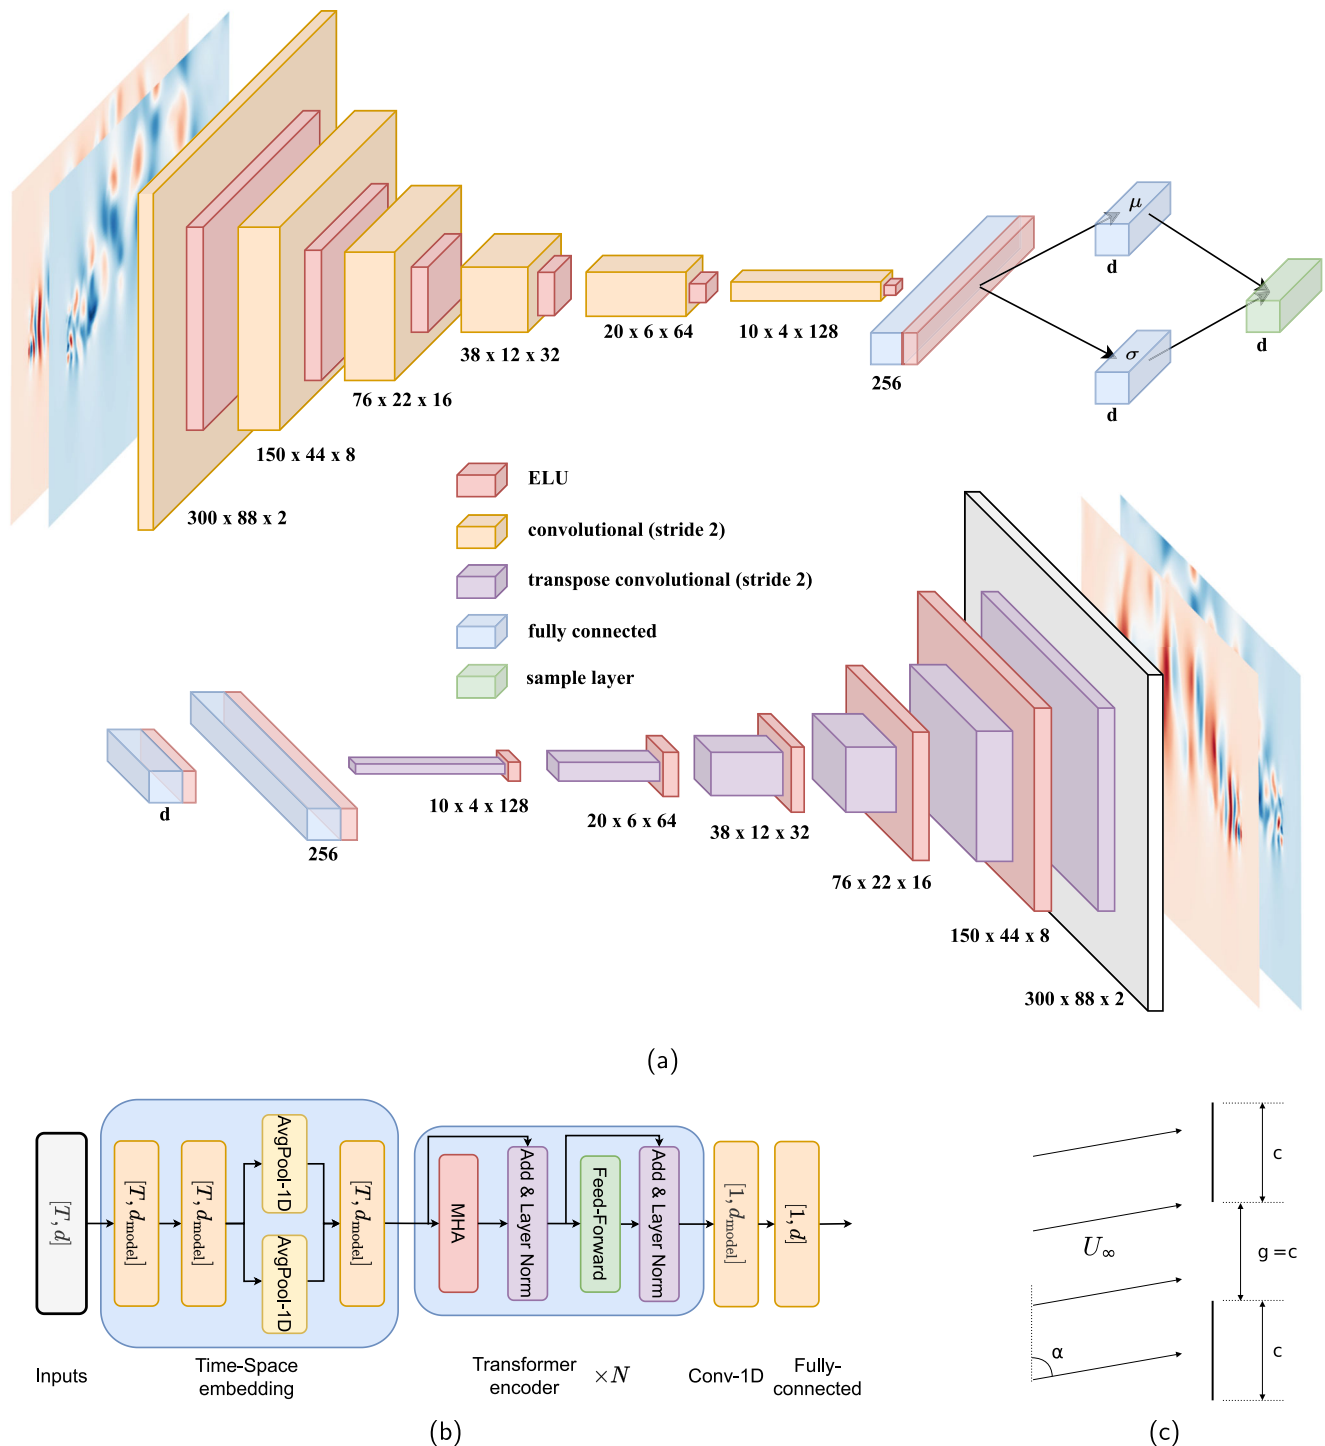 μ
d
σ
d
d
256
10 x 4 x 128
20 x 6 x 64
38 x 12 x 32
76 x 22 x 16
150 x 44 x 8
300 x 88 x 2
ELU
convolutional (stride 2)
transpose convolutional (stride 2)
fully connected
sample layer
d
256
10 x 4 x 128
20 x 6 x 64
38 x 12 x 32
76 x 22 x 16
150 x 44 x 8
300 x 88 x 2
(a)
[T, d]
[T, d_model]
[T, d_model]
AvgPool-1D
AvgPool-1D
[T, d_model]
MHA
Add & Layer Norm
Feed-Forward
Add & Layer Norm
[1, d_model]
[1, d]
Inputs
Time-Space
embedding
Transformer
encoder
×N
Conv-1D
Fully-
connected
(b)
c
U∞
g=c
α
c
(c)